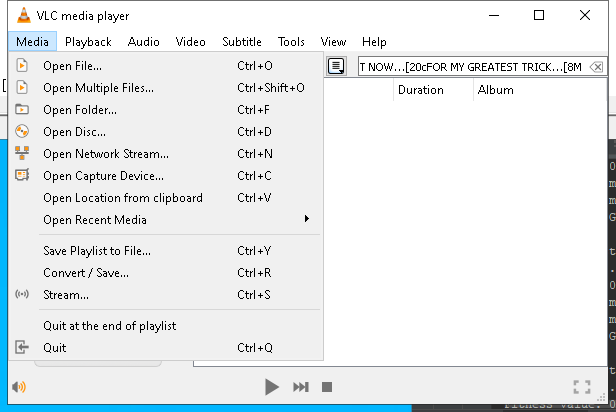 VLC media player
Media Playback Audio Video Subtitle Tools View Help
T NOW...[20cFOR MY GREATEST TRICK...[8M
Duration Album
Open File... Ctrl+O
Open Multiple Files... Ctrl+Shift+O
Open Folder... Ctrl+F
Open Disc... Ctrl+D
Open Network Stream... Ctrl+N
Open Capture Device... Ctrl+C
Open Location from clipboard Ctrl+V
Open Recent Media
Save Playlist to File... Ctrl+Y
Convert / Save... Ctrl+R
Stream... Ctrl+S
Quit at the end of playlist
Quit Ctrl+Q